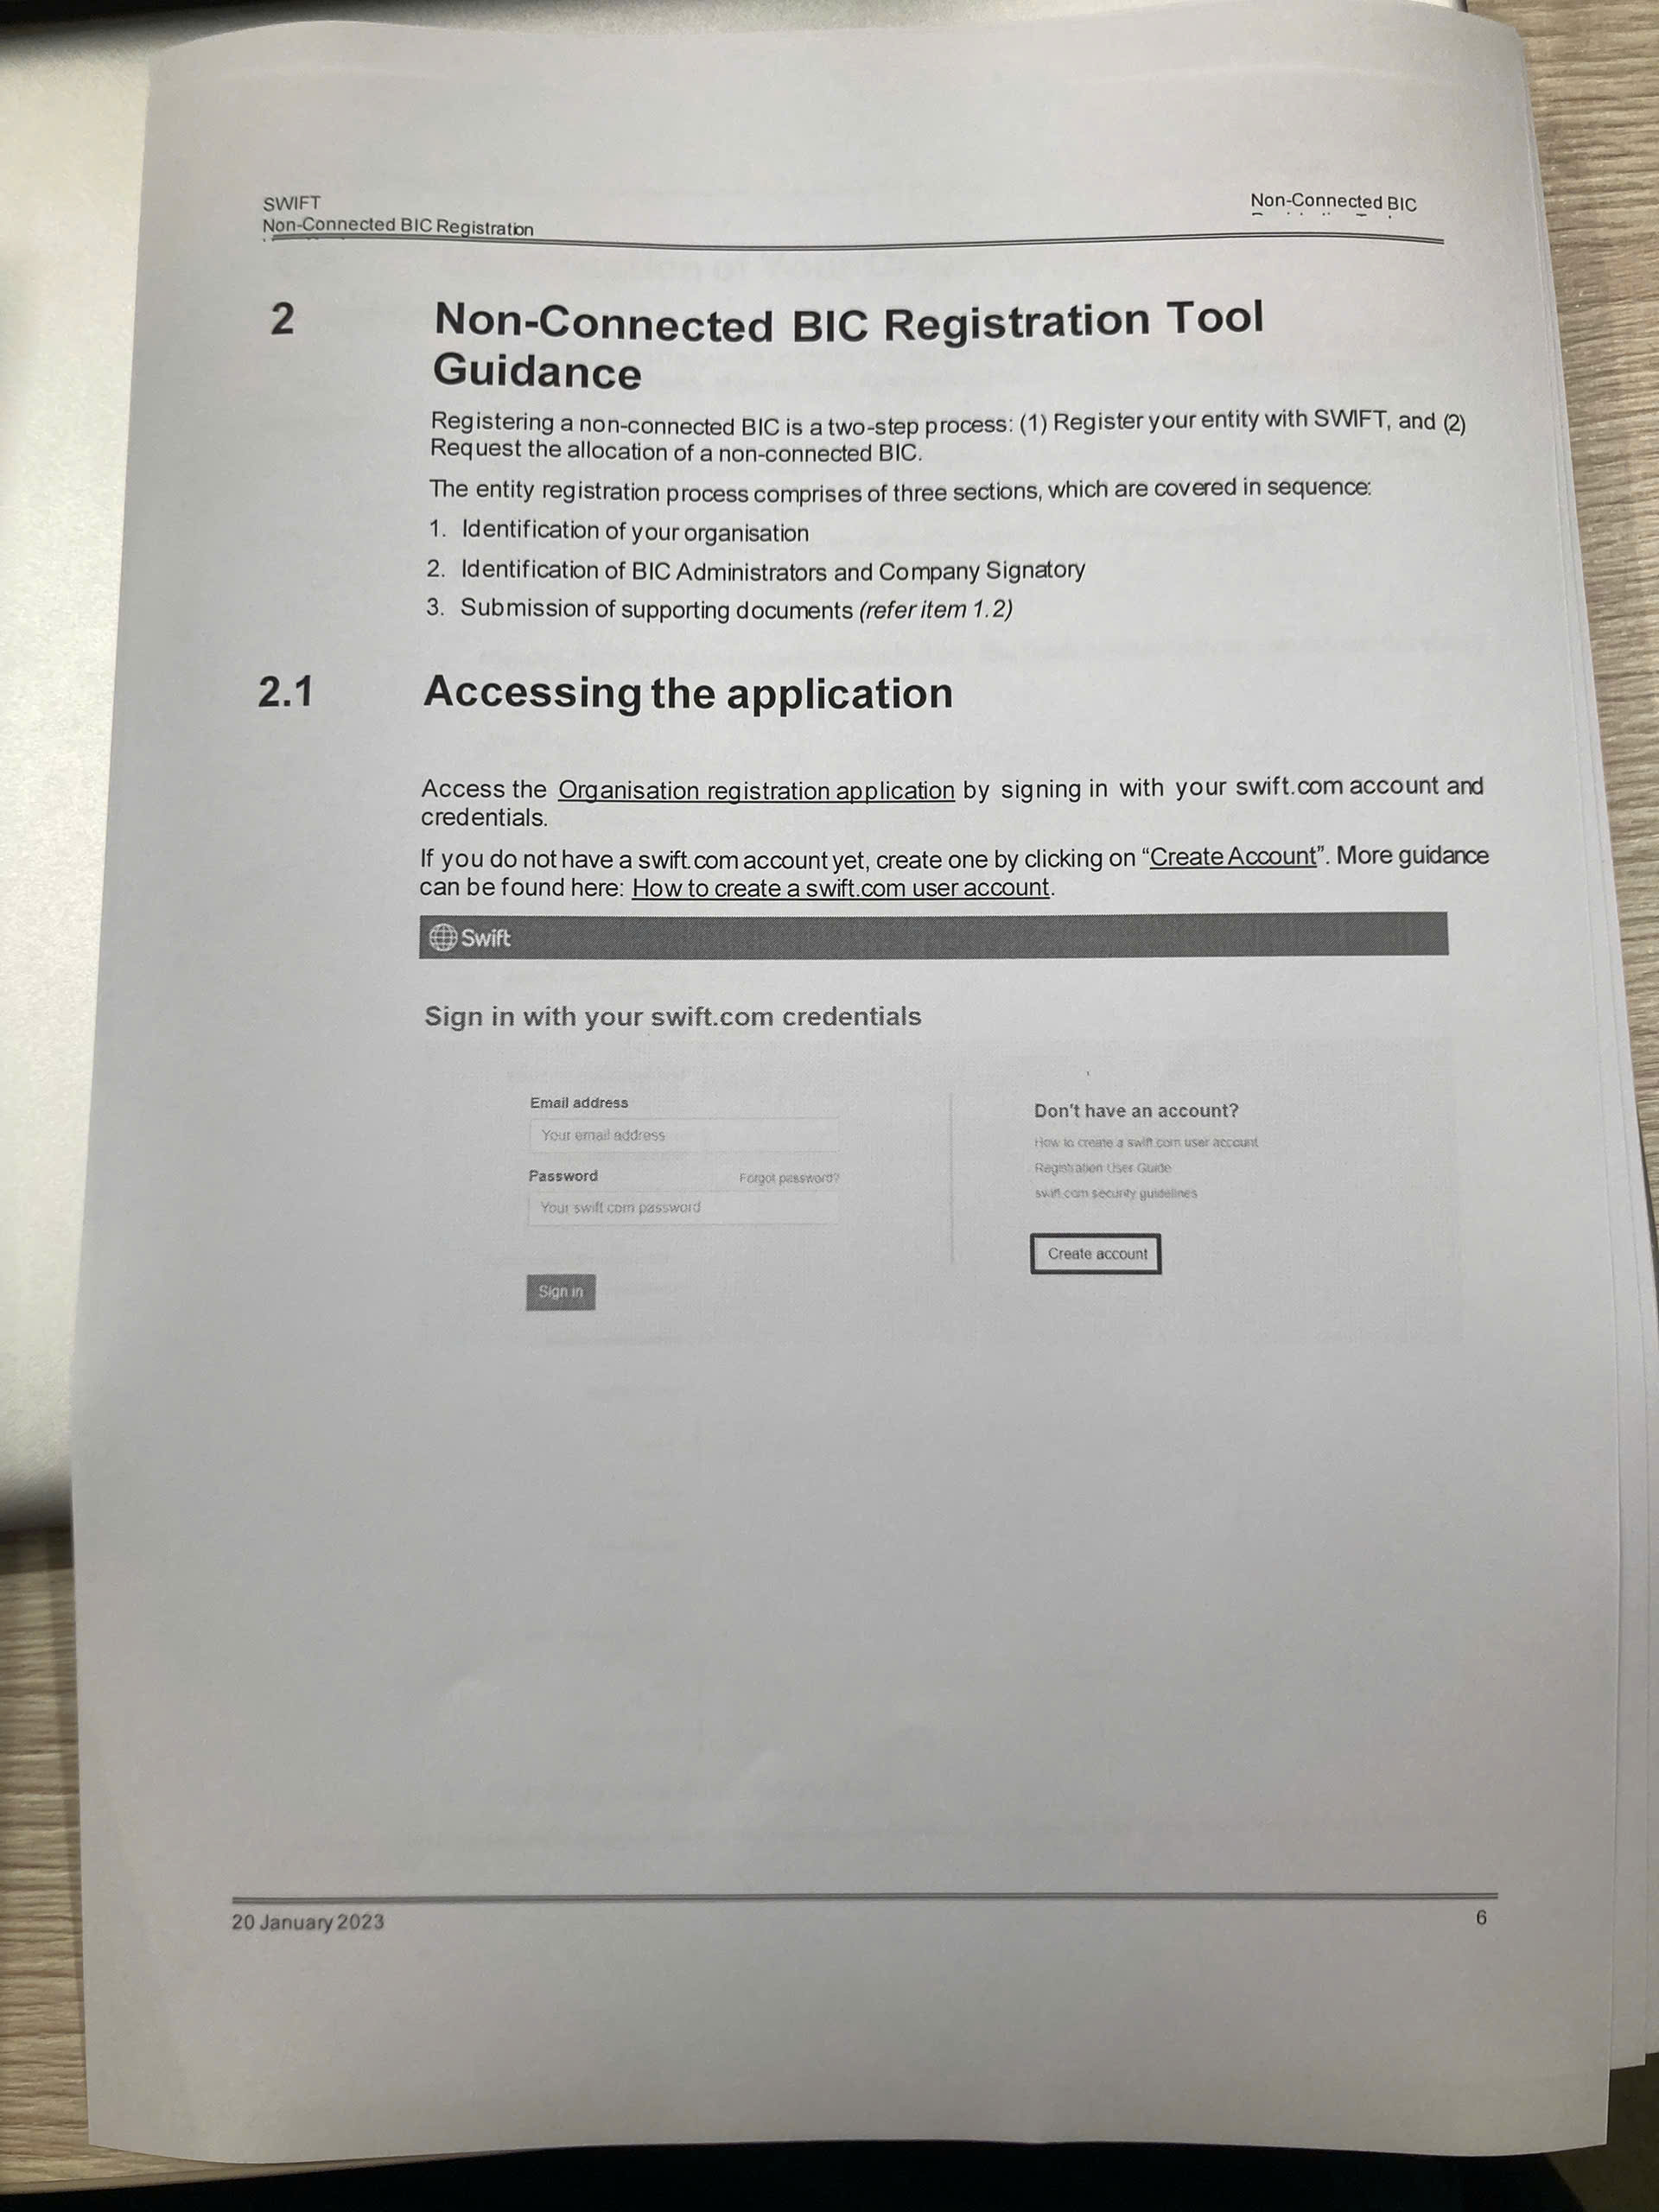 SWIFT
Non-Connected BIC Registration
Non-Connected BIC
2 Non-Connected BIC Registration Tool
Guidance
Registering a non-connected BIC is a two-step process: (1) Register your entity with SWIFT, and (2)
Request the allocation of a non-connected BIC.
The entity registration process comprises of three sections, which are covered in sequence:
1. Identification of your organisation
2. Identification of BIC Administrators and Company Signatory
3. Submission of supporting documents (refer item 1.2)
2.1 Accessing the application
Access the Organisation registration application by signing in with your swift.com account and
credentials.
If you do not have a swift.com account yet, create one by clicking on “Create Account”. More guidance
can be found here: How to create a swift.com user account.
Swift
Sign in with your swift.com credentials
Email address
Your email address
Password Forgot password?
Your swift.com password
Sign in
Don't have an account?
How to create a swift.com user account
Registration User Guide
swift.com security guidelines
Create account
20 January 2023 6